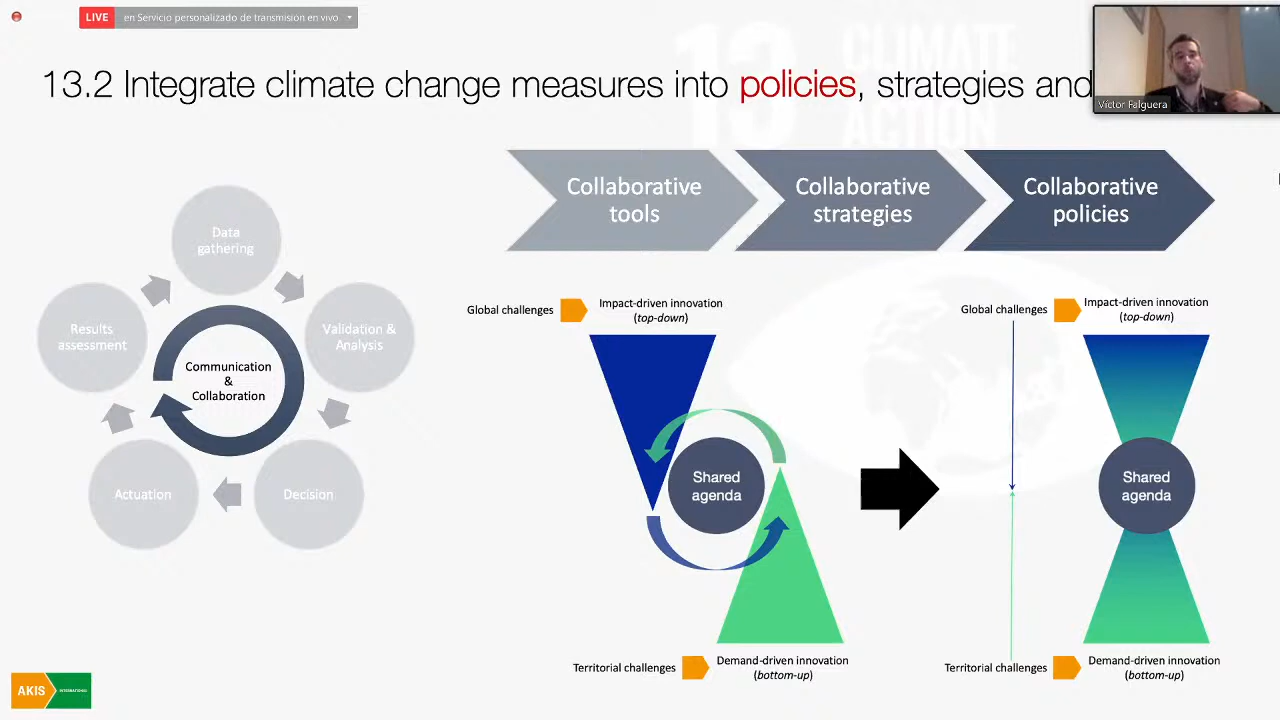 LIVE
en Servicio personalizado de transmisión en vivo
13 CLIMATE
ACTION
13.2 Integrate climate change measures into policies, strategies and
Víctor Falguera
Collaborative
tools
Collaborative
strategies
Collaborative
policies
Data
gathering
Validation &
Analysis
Decision
Actuation
Results
assessment
Communication
&
Collaboration
Global challenges
Impact-driven innovation
(top-down)
Shared
agenda
Territorial challenges
Demand-driven innovation
(bottom-up)
Global challenges
Impact-driven innovation
(top-down)
Shared
agenda
Territorial challenges
Demand-driven innovation
(bottom-up)
AKIS
INTERNATIONAL